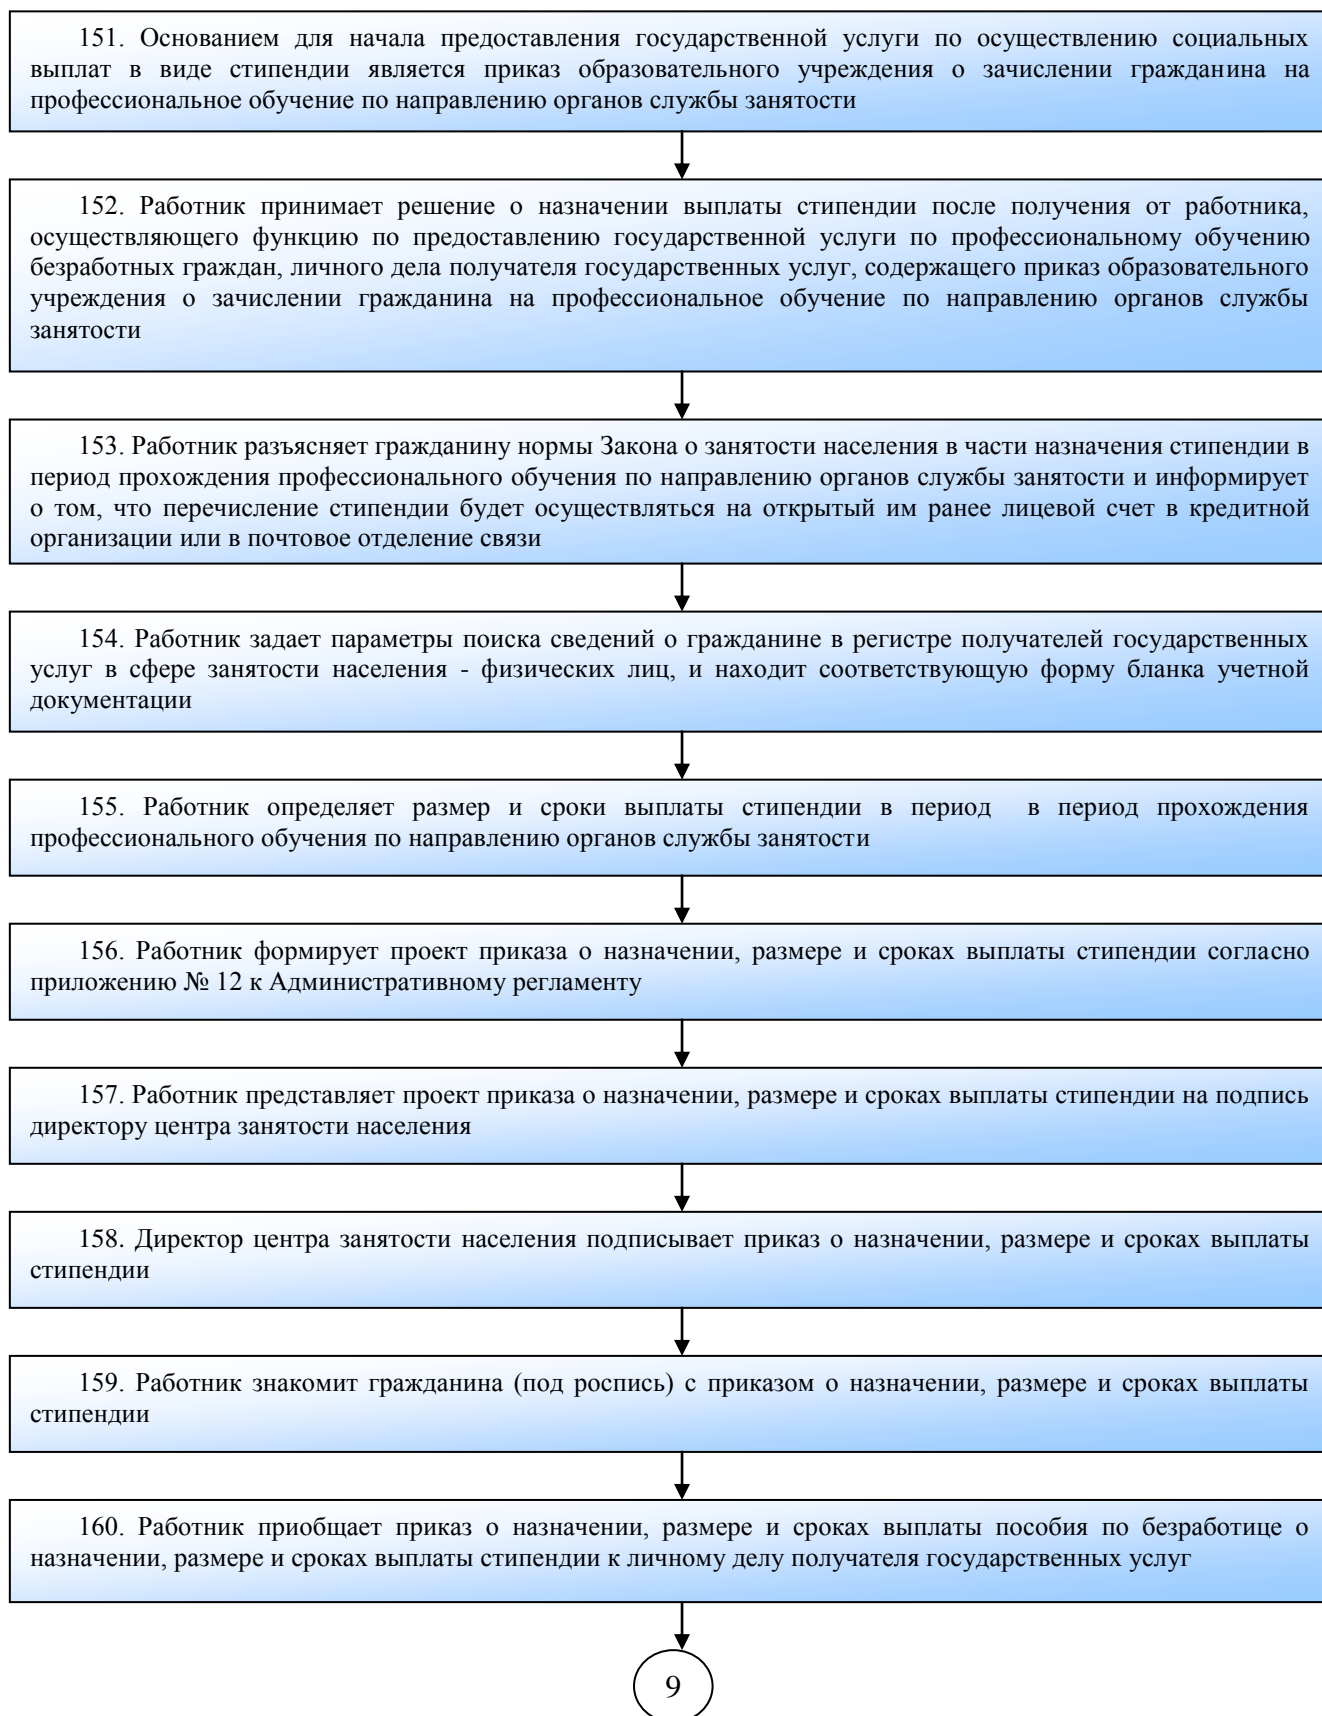 151. Основанием для начала предоставления государственной услуги по осуществлению социальных
выплат в виде стипендии является приказ образовательного учреждения о зачислении гражданина на
профессиональное обучение по направлению органов службы занятости
152. Работник принимает решение о назначении выплаты стипендии после получения от работника,
осуществляющего функцию по предоставлению государственной услуги по профессиональному обучению
безработных граждан, личного дела получателя государственных услуг, содержащего приказ образовательного
учреждения о зачислении гражданина на профессиональное обучение по направлению органов службы
занятости
153. Работник разъясняет гражданину нормы Закона о занятости населения в части назначения стипендии в
период прохождения профессионального обучения по направлению органов службы занятости и информирует
о том, что перечисление стипендии будет осуществляться на открытый им ранее лицевой счет в кредитной
организации или в почтовое отделение связи
154. Работник задает параметры поиска сведений о гражданине в регистре получателей государственных
услуг в сфере занятости населения - физических лиц, и находит соответствующую форму бланка учетной
документации
155. Работник определяет размер и сроки выплаты стипендии в период в период прохождения
профессионального обучения по направлению органов службы занятости
156. Работник формирует проект приказа о назначении, размере и сроках выплаты стипендии согласно
приложению № 12 к Административному регламенту
157. Работник представляет проект приказа о назначении, размере и сроках выплаты стипендии на подпись
директору центра занятости населения
158. Директор центра занятости населения подписывает приказ о назначении, размере и сроках выплаты
стипендии
159. Работник знакомит гражданина (под роспись) с приказом о назначении, размере и сроках выплаты
стипендии
160. Работник приобщает приказ о назначении, размере и сроках выплаты пособия по безработице о
назначении, размере и сроках выплаты стипендии к личному делу получателя государственных услуг
9